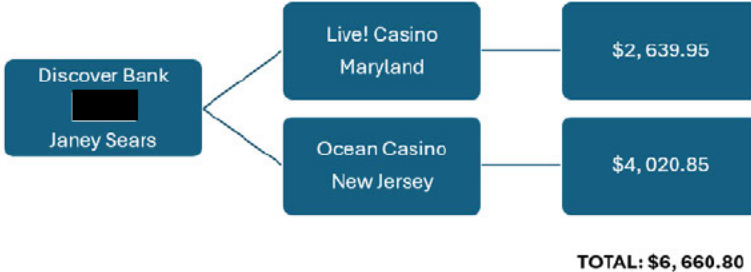 Discover Bank
Janey Sears
Live! Casino
Maryland
$2, 639.95
Ocean Casino
New Jersey
$4, 020.85
TOTAL: $6, 660.80